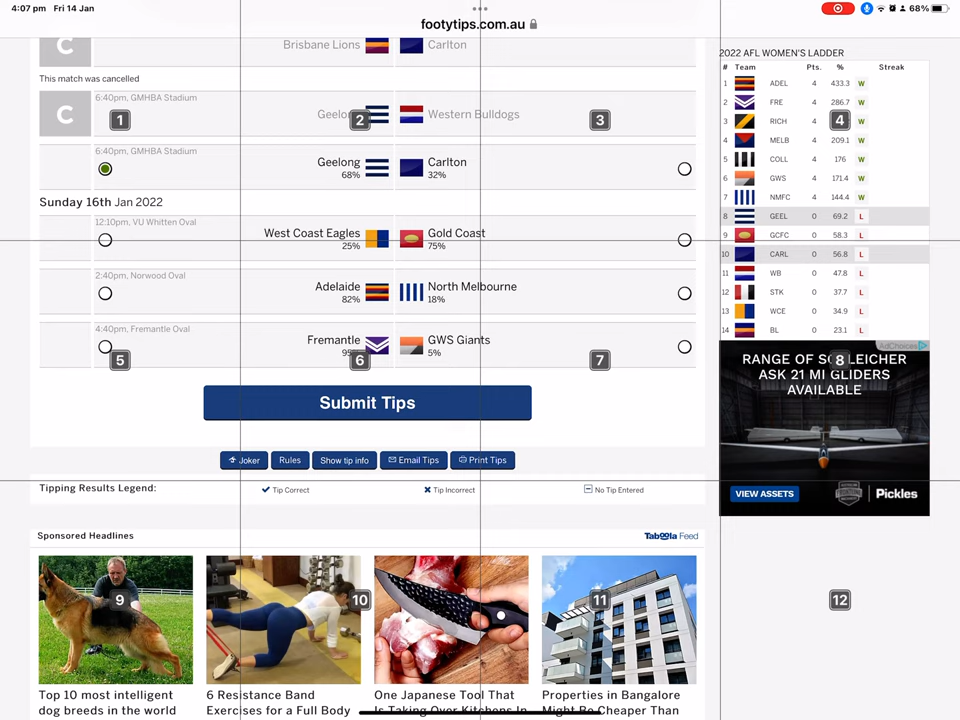 4:07 pm Fri 14 Jan
68%
footytips.com.au
C
Brisbane Lions Carlton
This match was cancelled
6:40pm, GMHBA Stadium
C
Geelong Western Bulldogs
6:40pm, GMHBA Stadium
Geelong Carlton
68% 32%
Sunday 16th Jan 2022
12:10pm, VU Whitten Oval
West Coast Eagles Gold Coast
25% 75%
2:40pm, Norwood Oval
Adelaide North Melbourne
82% 18%
4:40pm, Fremantle Oval
Fremantle GWS Giants
95% 5%
Submit Tips
Joker Rules Show tip info Email Tips Print Tips
Tipping Results Legend: Tip Correct Tip Incorrect No Tip Entered
2022 AFL WOMEN'S LADDER
# Team Pts. % Streak
1 ADEL 4 433.3 W
2 FRE 4 286.7 W
3 RICH 4 W
4 MELB 4 209.1 W
5 COLL 4 176 W
6 GWS 4 171.4 W
7 NMFC 4 144.4 W
8 GEEL 0 69.2 L
9 GCFC 0 58.3 L
10 CARL 0 56.8 L
11 WB 0 47.8 L
12 STK 0 37.7 L
13 WCE 0 34.9 L
14 BL 0 23.1 L
AdChoices
RANGE OF SCHLEICHER
ASK 21 MI GLIDERS
AVAILABLE
VIEW ASSETS
Pickles
Sponsored Headlines
Taboola Feed
Top 10 most intelligent
dog breeds in the world
6 Resistance Band
Exercises for a Full Body
One Japanese Tool That
Is Taking Over Kitchens In
Properties in Bangalore
Might Be Cheaper Than
1
2
3
4
5
6
7
8
9
10
11
12